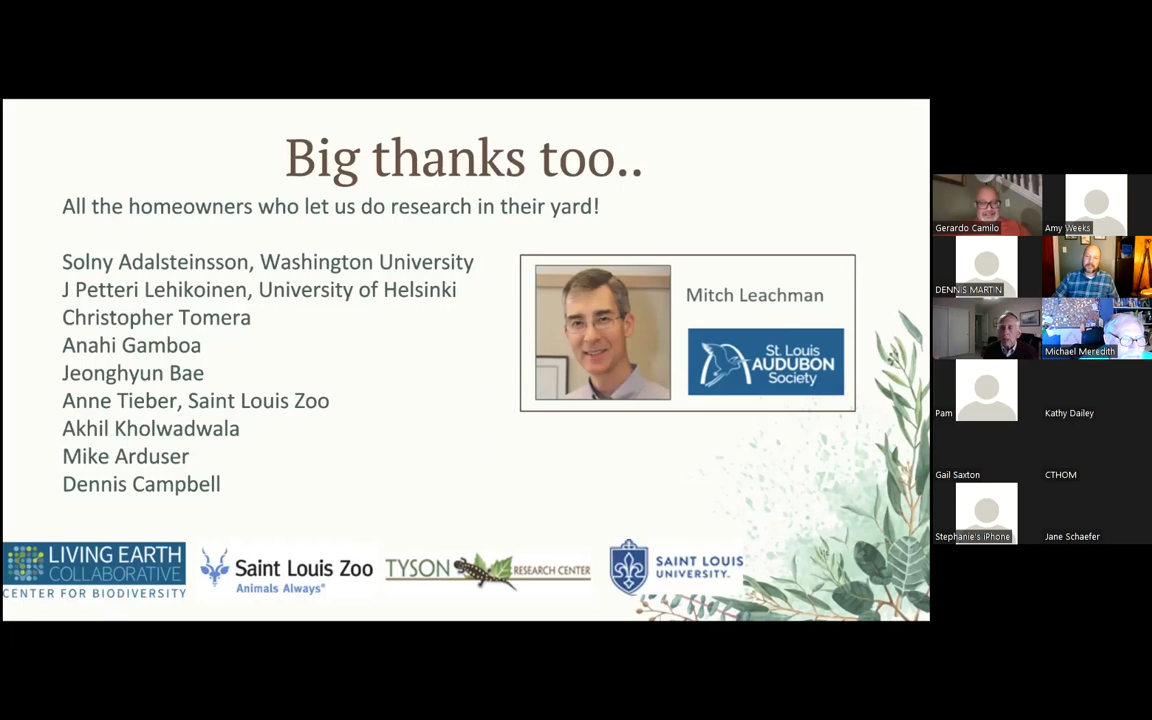 Big thanks too..
All the homeowners who let us do research in their yard!
Solny Adalsteinsson, Washington University
J Petteri Lehikoinen, University of Helsinki
Christopher Tomera
Anahi Gamboa
Jeonghyun Bae
Anne Tieber, Saint Louis Zoo
Akhil Kholwadwala
Mike Arduser
Dennis Campbell
Mitch Leachman
St. Louis
AUDUBON
Society
LIVING EARTH
COLLABORATIVE
CENTER FOR BIODIVERSITY
Saint Louis Zoo
Animals Always®
TYSON RESEARCH CENTER
SAINT LOUIS
UNIVERSITY.
Gerardo Camilo
Amy Weeks
DENNIS MARTIN
Michael Meredith
Pam
Kathy Dailey
Gail Saxton
CTHOM
Stephanie's iPhone
Jane Schaefer